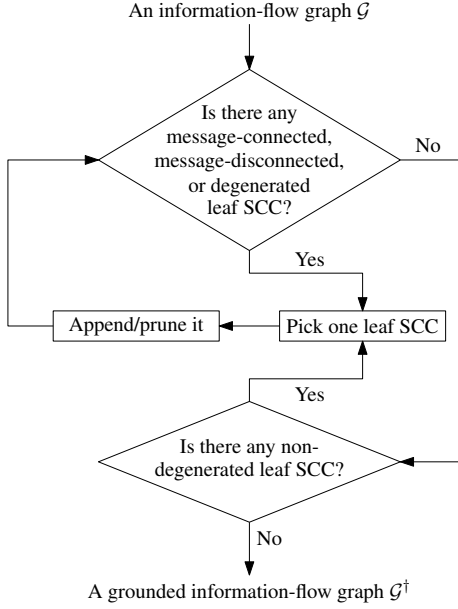 An information-flow graph 𝒢
Is there any
message-connected,
message-disconnected,
or degenerated
leaf SCC?
No
Yes
Append/prune it
Pick one leaf SCC
Yes
Is there any non-
degenerated leaf SCC?
No
A grounded information-flow graph 𝒢†